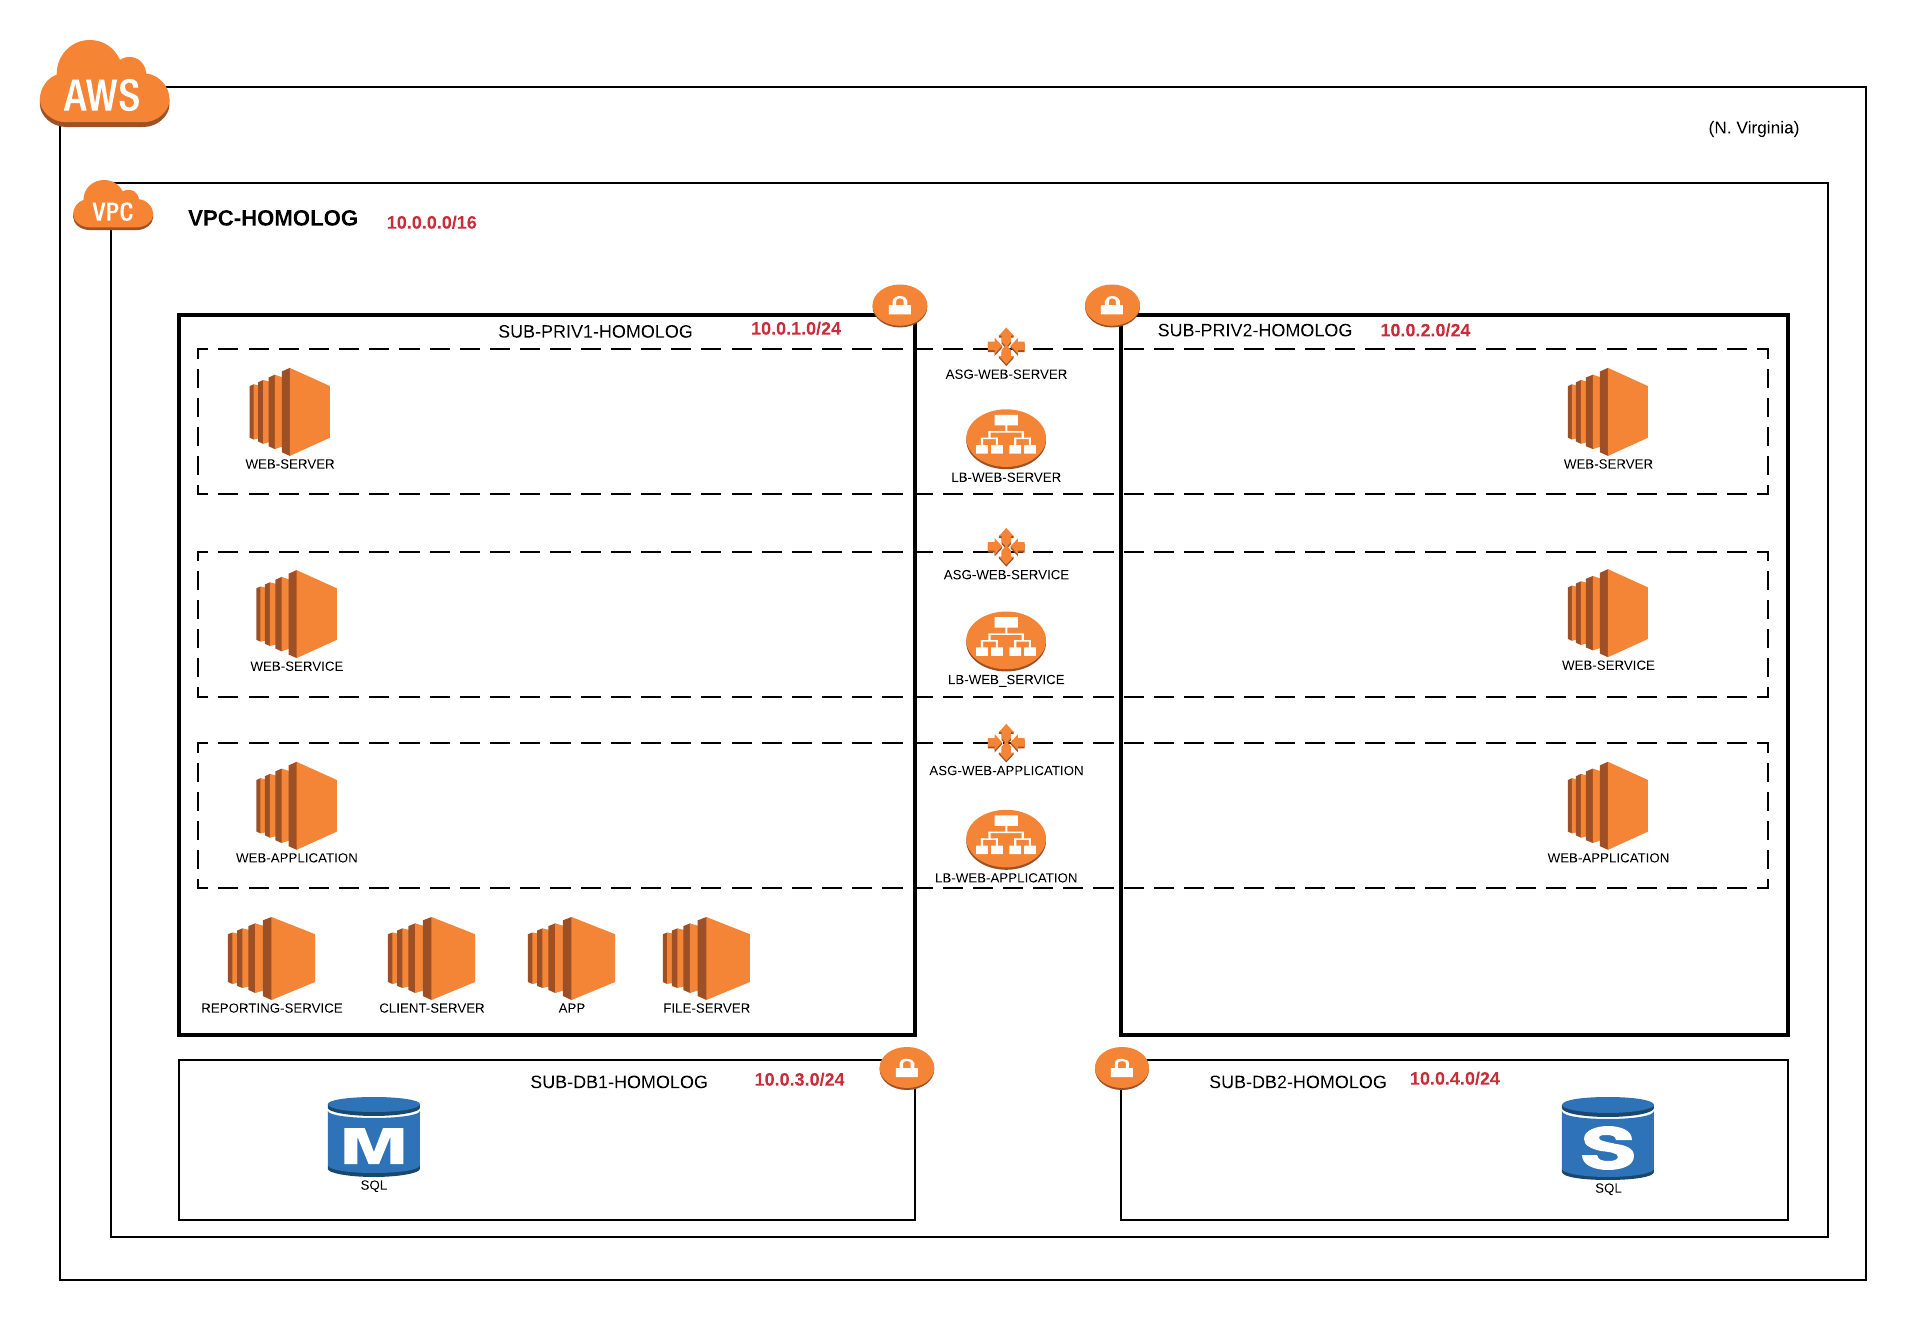 AWS
(N. Virginia)
VPC
VPC-HOMOLOG 10.0.0.0/16
SUB-PRIV1-HOMOLOG 10.0.1.0/24
SUB-PRIV2-HOMOLOG 10.0.2.0/24
ASG-WEB-SERVER
WEB-SERVER
LB-WEB-SERVER
WEB-SERVER
ASG-WEB-SERVICE
WEB-SERVICE
LB-WEB_SERVICE
WEB-SERVICE
ASG-WEB-APPLICATION
WEB-APPLICATION
LB-WEB-APPLICATION
WEB-APPLICATION
REPORTING-SERVICE
CLIENT-SERVER
APP
FILE-SERVER
SUB-DB1-HOMOLOG 10.0.3.0/24
SUB-DB2-HOMOLOG 10.0.4.0/24
M
SQL
S
SQL